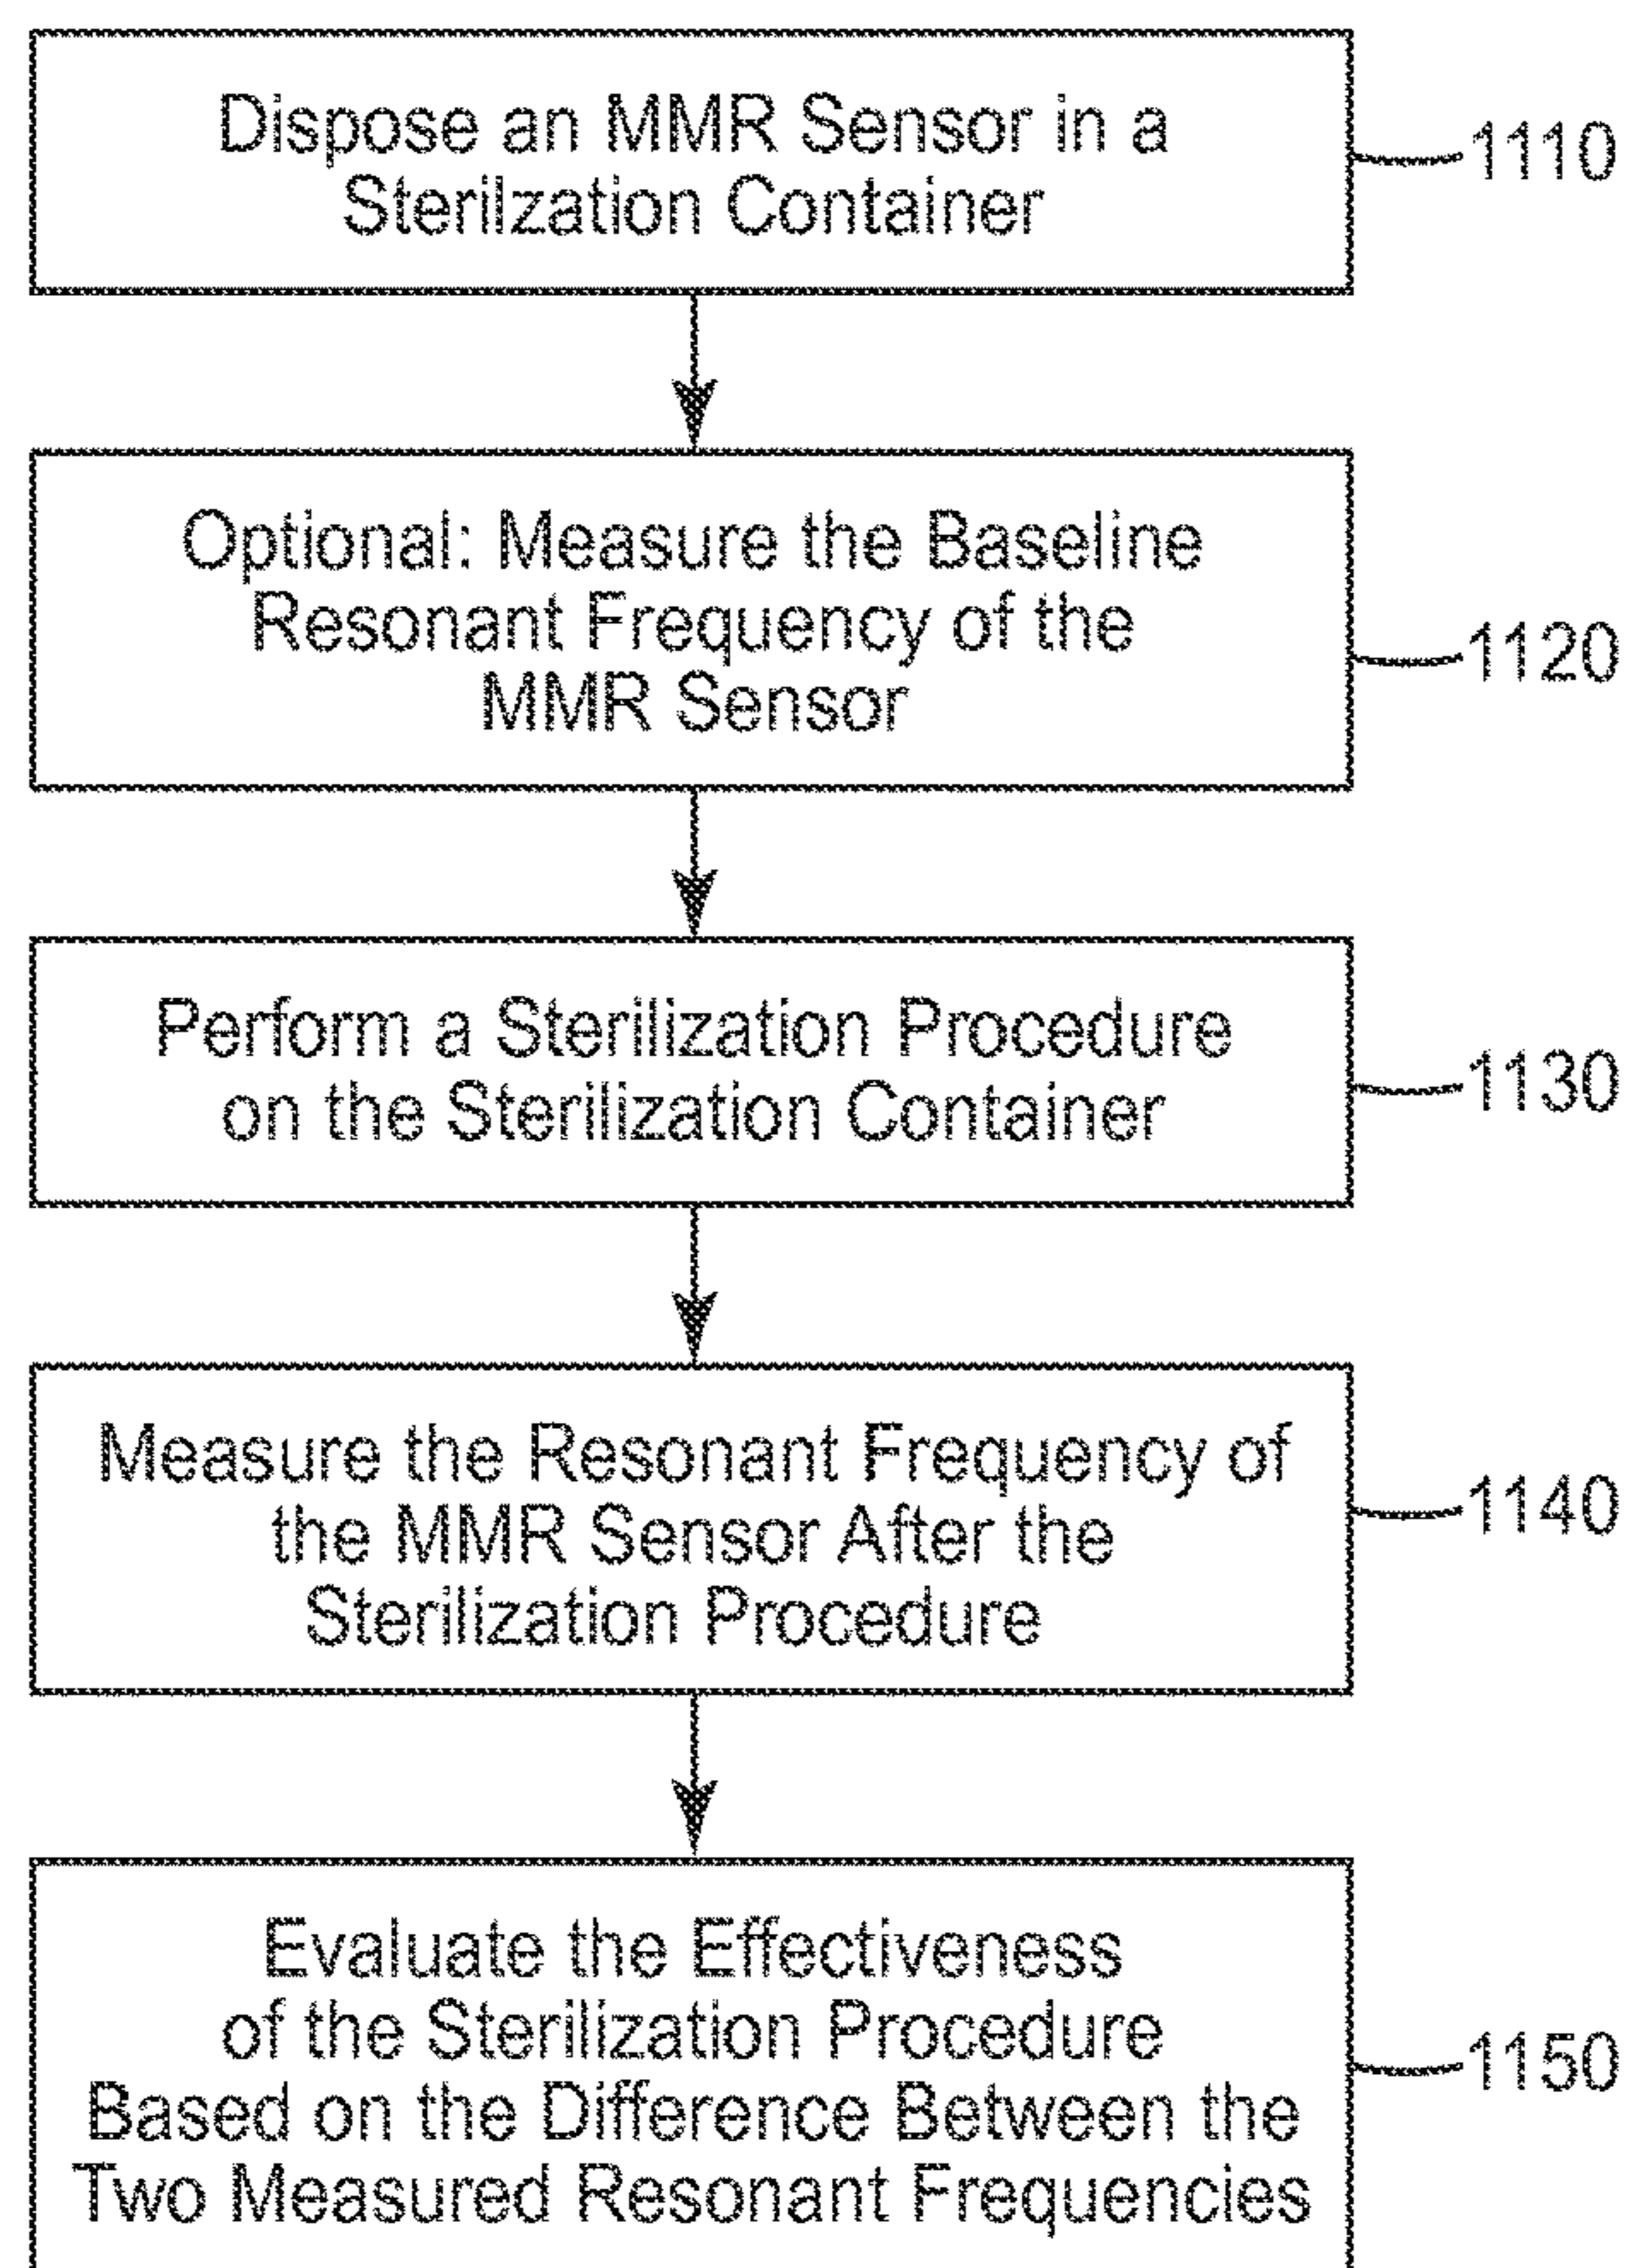 Dispose an MMR Sensor in a
Sterilzation Container
1110
Optional: Measure the Baseline
Resonant Frequency of the
MMR Sensor
1120
Perform a Sterilization Procedure
on the Sterilization Container
1130
Measure the Resonant Frequency of
the MMR Sensor After the
Sterilization Procedure
1140
Evaluate the Effectiveness
of the Sterilization Procedure
Based on the Difference Between the
Two Measured Resonant Frequencies
1150